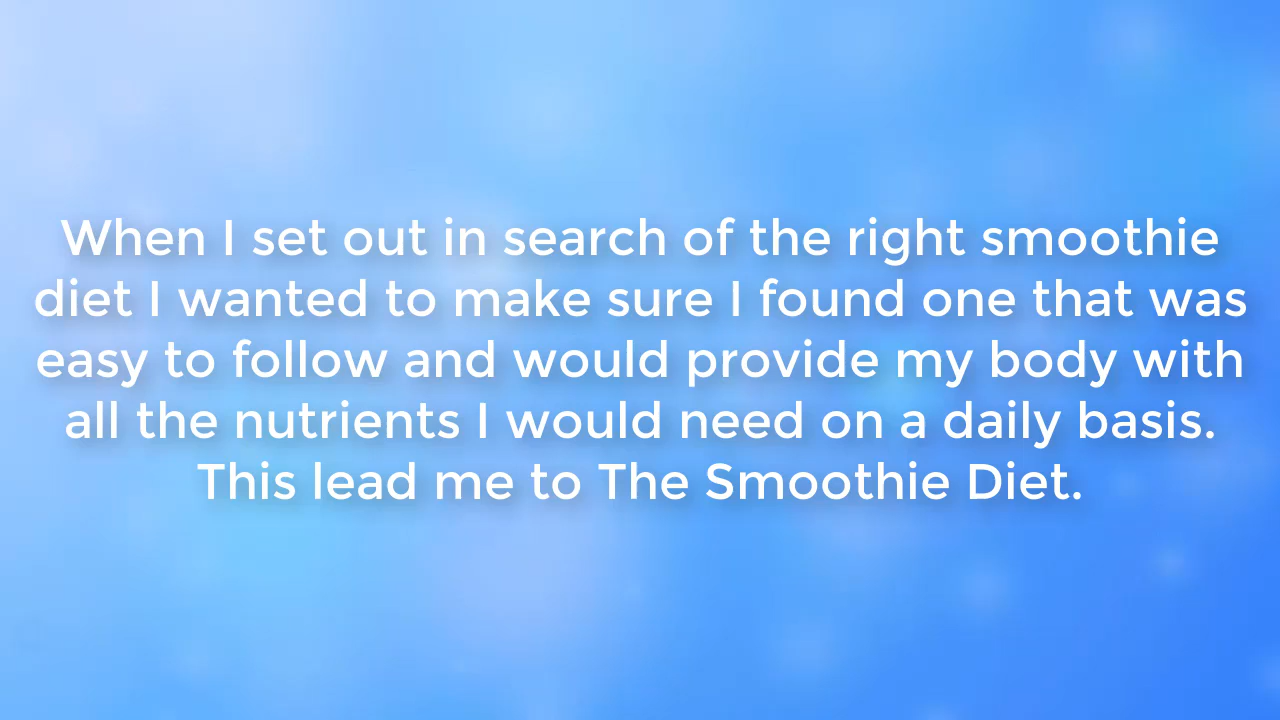 When I set out in search of the right smoothie
diet I wanted to make sure I found one that was
easy to follow and would provide my body with
all the nutrients I would need on a daily basis.
This lead me to The Smoothie Diet.